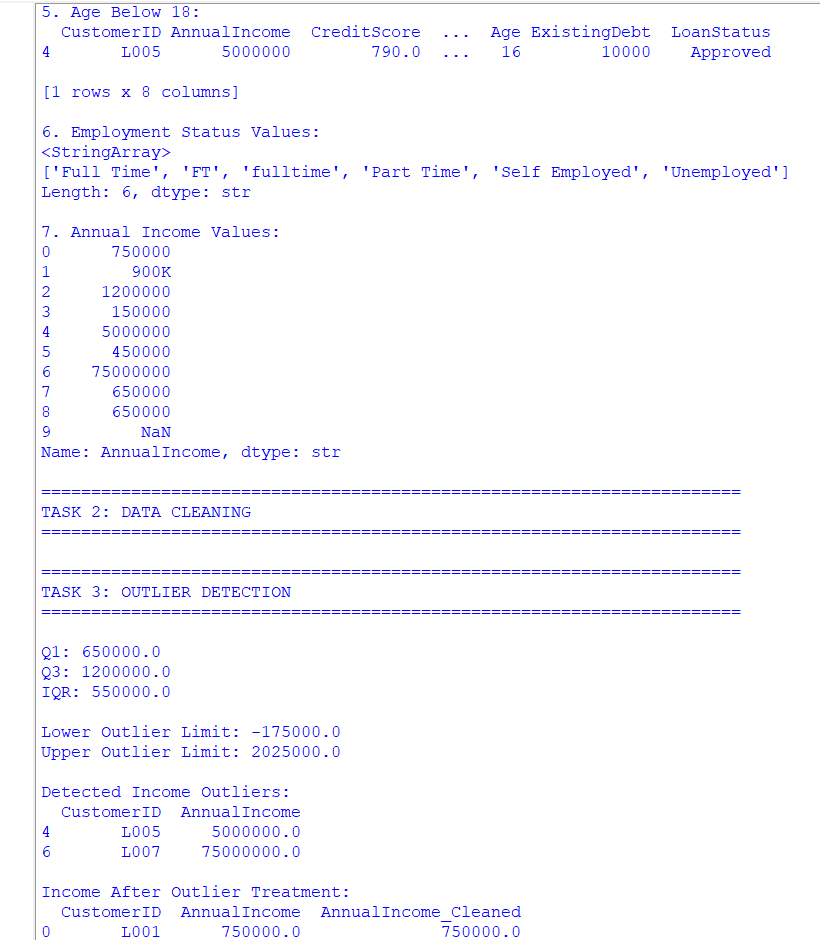 5. Age Below 18:
  CustomerID AnnualIncome  CreditScore  ...  Age ExistingDebt  LoanStatus
4       L005      5000000        790.0  ...   16        10000    Approved
[1 rows x 8 columns]
6. Employment Status Values:
<StringArray>
['Full Time', 'FT', 'fulltime', 'Part Time', 'Self Employed', 'Unemployed']
Length: 6, dtype: str
7. Annual Income Values:
0      750000
1        900K
2     1200000
3      150000
4     5000000
5      450000
6    75000000
7      650000
8      650000
9         NaN
Name: AnnualIncome, dtype: str
======================================================================
TASK 2: DATA CLEANING
======================================================================
======================================================================
TASK 3: OUTLIER DETECTION
======================================================================
Q1: 650000.0
Q3: 1200000.0
IQR: 550000.0
Lower Outlier Limit: -175000.0
Upper Outlier Limit: 2025000.0
Detected Income Outliers:
  CustomerID  AnnualIncome
4       L005     5000000.0
6       L007    75000000.0
Income After Outlier Treatment:
  CustomerID  AnnualIncome  AnnualIncome_Cleaned
0       L001      750000.0              750000.0